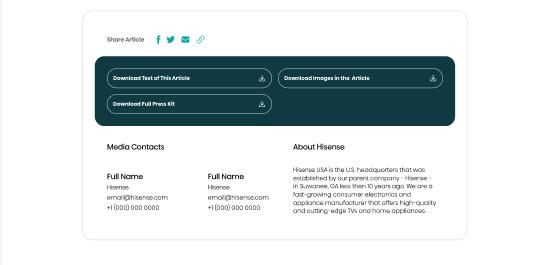 Share Article
Download Text of This Article
Download Images in the Article
Download Full Press Kit
Media Contacts
Full Name
Hisense
email@hisense.com
+1 (000) 000 0000
Full Name
Hisense
email@hisense.com
+1 (000) 000 0000
About Hisense
Hisense USA is the U.S. headquarters that was
established by our parent company - Hisense -
in Suwanee, GA less then 10 years ago. We are a
fast-growing consumer electronics and
appliance manufacturer that offers high-quality
and cutting-edge TVs and home appliances.